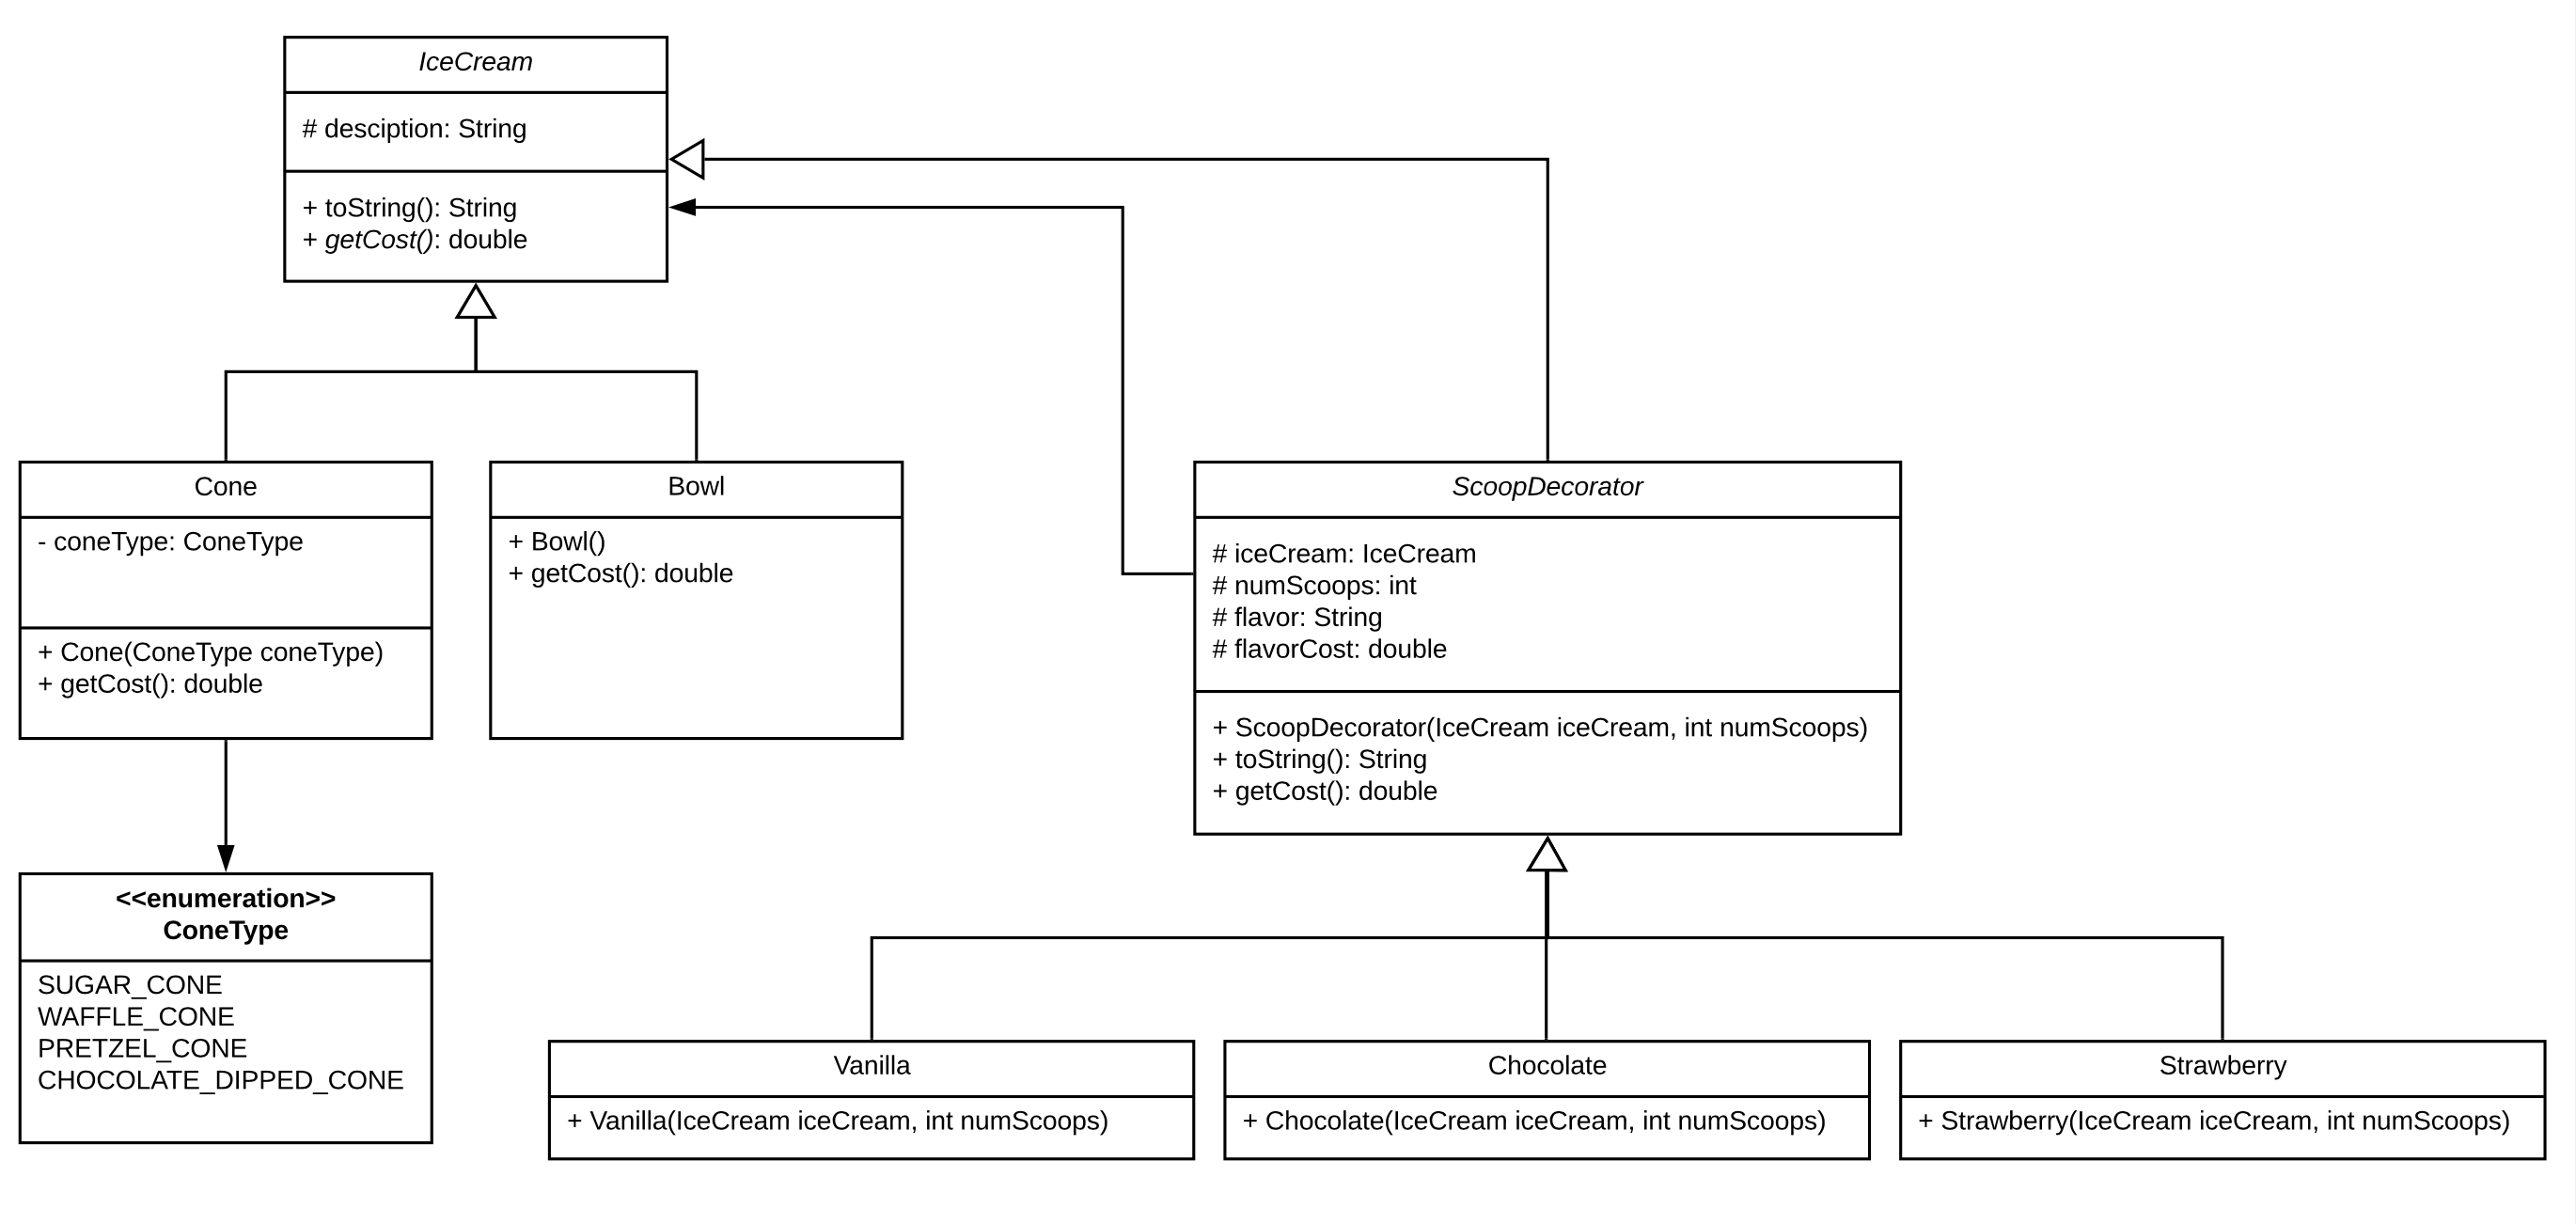 IceCream
# desciption: String
+ toString(): String
+ getCost(): double
Cone
- coneType: ConeType
+ Cone(ConeType coneType)
+ getCost(): double
Bowl
+ Bowl()
+ getCost(): double
ScoopDecorator
# iceCream: IceCream
# numScoops: int
# flavor: String
# flavorCost: double
+ ScoopDecorator(IceCream iceCream, int numScoops)
+ toString(): String
+ getCost(): double
<<enumeration>>
ConeType
SUGAR_CONE
WAFFLE_CONE
PRETZEL_CONE
CHOCOLATE_DIPPED_CONE
Vanilla
+ Vanilla(IceCream iceCream, int numScoops)
Chocolate
+ Chocolate(IceCream iceCream, int numScoops)
Strawberry
+ Strawberry(IceCream iceCream, int numScoops)